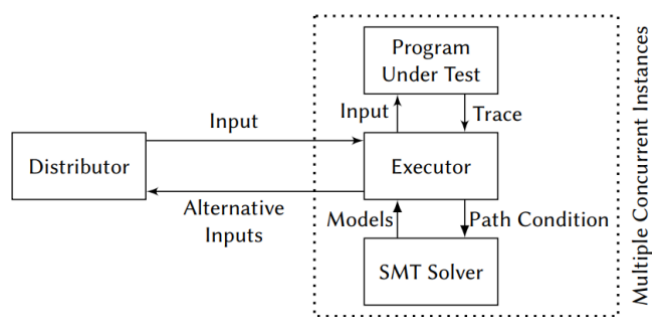 Program
Under Test
Input
Trace
Input
Distributor
Executor
Alternative
Inputs
Models
Path Condition
SMT Solver
Multiple Concurrent Instances